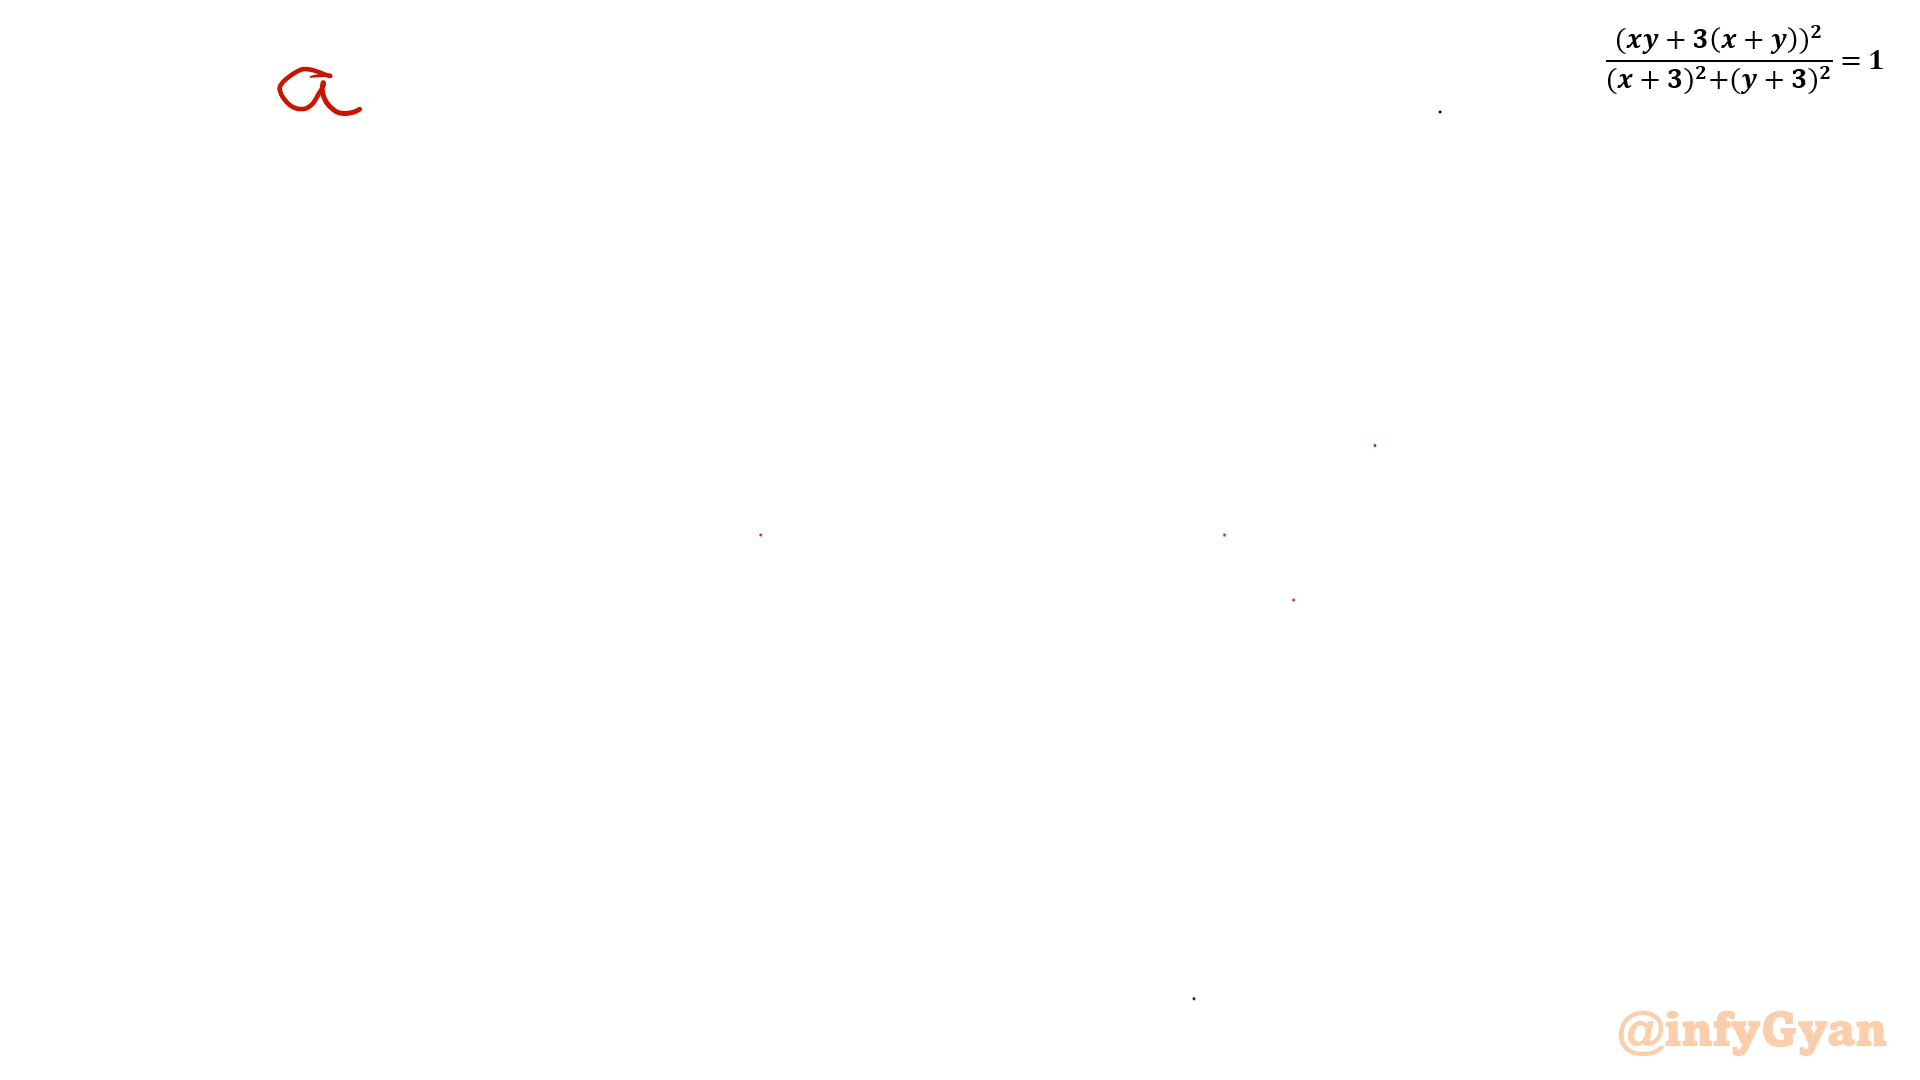 a
(xy + 3(x + y))²
(x + 3)²+(y + 3)² = 1
@infyGyan